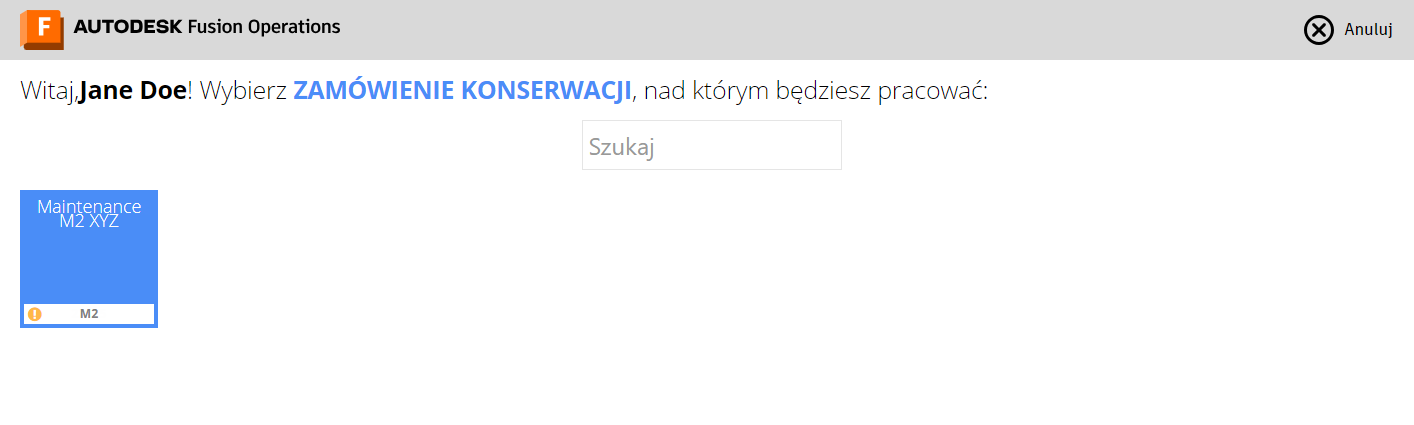 F AUTODESK Fusion Operations
Anuluj
Witaj,Jane Doe! Wybierz ZAMÓWIENIE KONSERWACJI, nad którym będziesz pracować:
Szukaj
Maintenance
M2 XYZ
M2